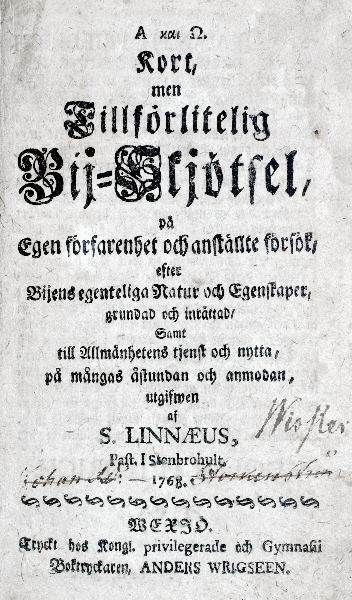 Α και Ω.
Kort,
men
Tillförlitelig
Bij-Skjötsel,
på
Egen förfarenhet och anställte försök,
efter
Bijens egenteliga Natur och Egenskaper,
grundad och inrättad/
Samt
till Allmänhetens tjenst och nytta,
på mångas åstundan och anmodan,
utgifwen
af
S. LINNÆUS,
Past. I Stenbrohult.
Johan
— 1768.
WEXIÖ.
Tryckt hos Kongl. privilegerade och Gymnasii
Boktryckaren, ANDERS WRIGSEEN.